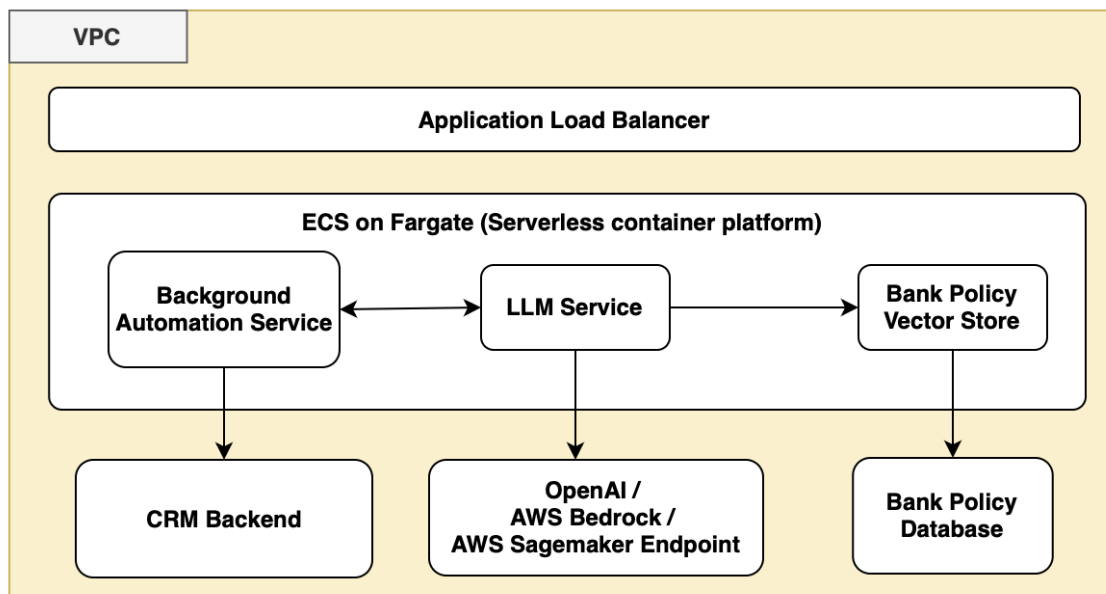 VPC
Application Load Balancer
ECS on Fargate (Serverless container platform)
Background
Automation Service
LLM Service
Bank Policy
Vector Store
CRM Backend
OpenAI /
AWS Bedrock /
AWS Sagemaker Endpoint
Bank Policy
Database